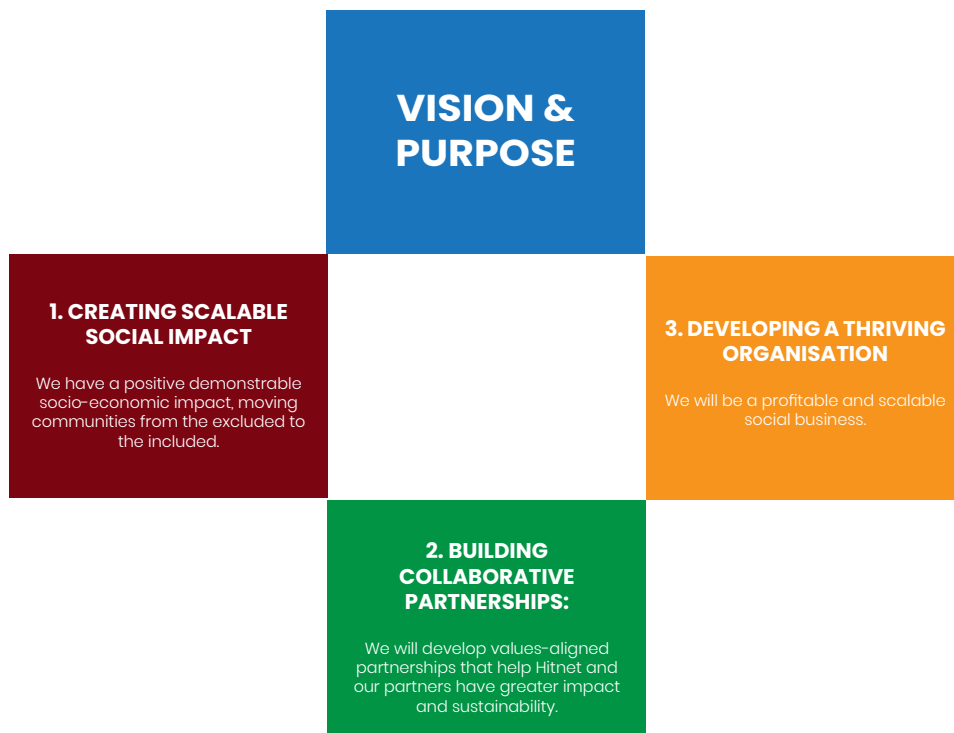 VISION &
PURPOSE
1. CREATING SCALABLE
SOCIAL IMPACT
We have a positive demonstrable
socio-economic impact, moving
communities from the excluded to
the included.
2. BUILDING
COLLABORATIVE
PARTNERSHIPS:
We will develop values-aligned
partnerships that help Hitnet and
our partners have greater impact
and sustainability.
3. DEVELOPING A THRIVING
ORGANISATION
We will be a profitable and scalable
social business.